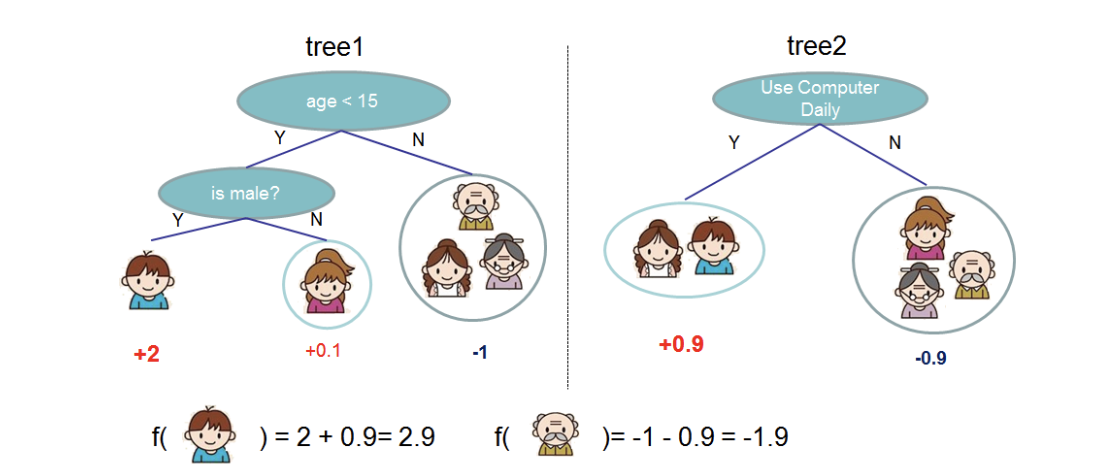 tree1
age < 15
Y
N
is male?
Y
N
+2
+0.1
-1
tree2
Use Computer
Daily
Y
N
+0.9
-0.9
f( ) = 2 + 0.9= 2.9
f( )= -1 - 0.9 = -1.9